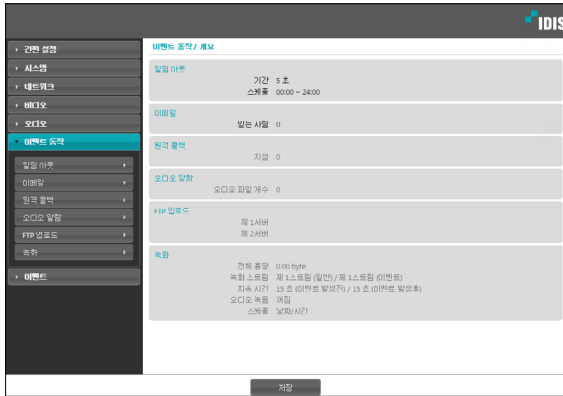 IDIS
간편 설정
시스템
네트워크
비디오
오디오
이벤트 동작
알람 아웃
이메일
원격 콜백
오디오 알람
FTP 업로드
녹화
이벤트
이벤트 동작 / 개요
알람 아웃
기간 5 초
스케쥴 00:00 ~ 24:00
이메일
받는 사람 0
원격 콜백
지점 0
오디오 알람
오디오 파일 개수 0
FTP 업로드
제 1서버
제 2서버
녹화
전체 용량 0.00 byte
녹화 스트림 제 1스트림 (일반) / 제 1스트림 (이벤트)
지속 시간 15 초 (이벤트 발생전) / 15 초 (이벤트 발생후)
오디오 녹음 꺼짐
스케쥴 날짜/시간
저장